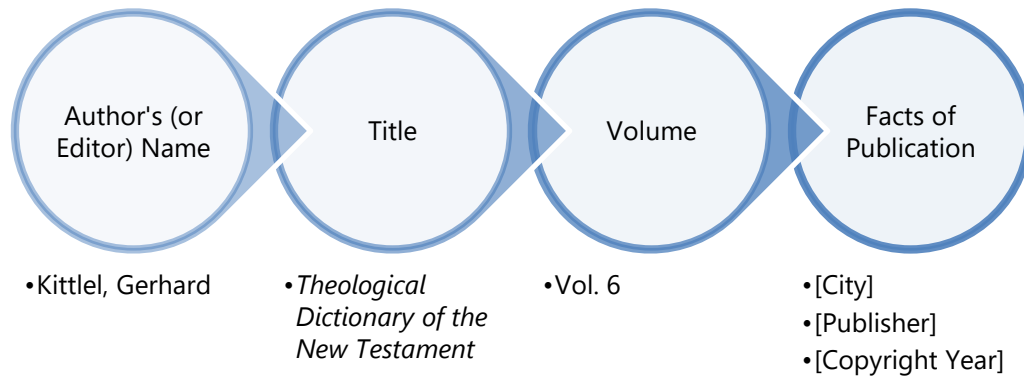 Author's (or
Editor) Name
Title
Volume
Facts of
Publication
•Kittlel, Gerhard
•Theological
Dictionary of the
New Testament
•Vol. 6
•[City]
•[Publisher]
•[Copyright Year]